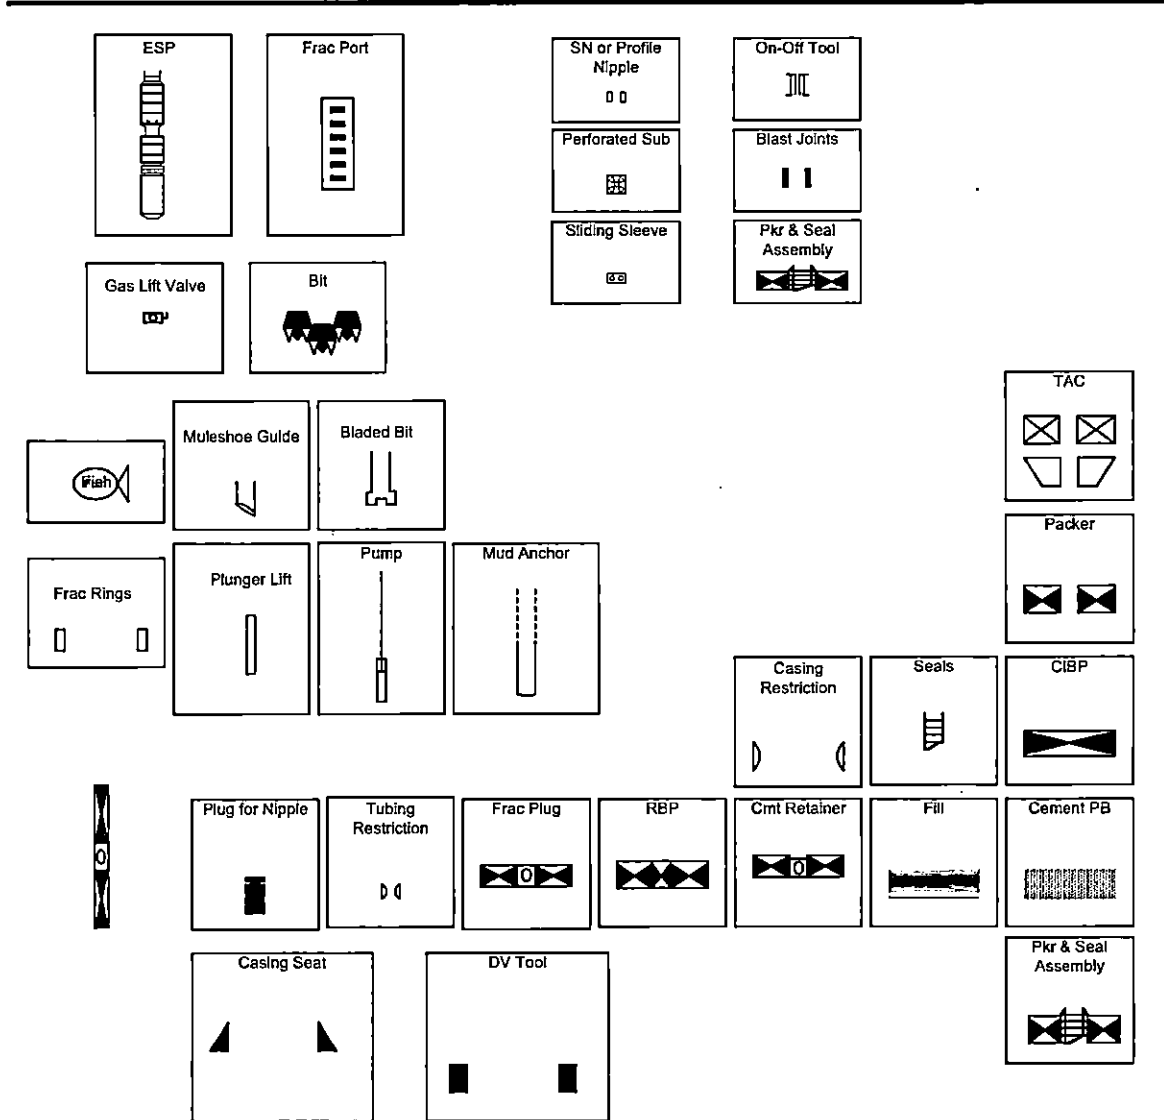 ESP
Frac Port
SN or Profile
Nipple
On-Off Tool
Perforated Sub
Blast Joints
Sliding Sleeve
Pkr & Seal
Assembly
Gas Lift Valve
Bit
TAC
Muleshoe Guide
Bladed Bit
Fish
Packer
Frac Rings
Plunger Lift
Pump
Mud Anchor
Casing
Restriction
Seals
CIBP
Plug for Nipple
Tubing
Restriction
Frac Plug
RBP
Cmt Retainer
Fill
Cement PB
Casing Seat
DV Tool
Pkr & Seal
Assembly